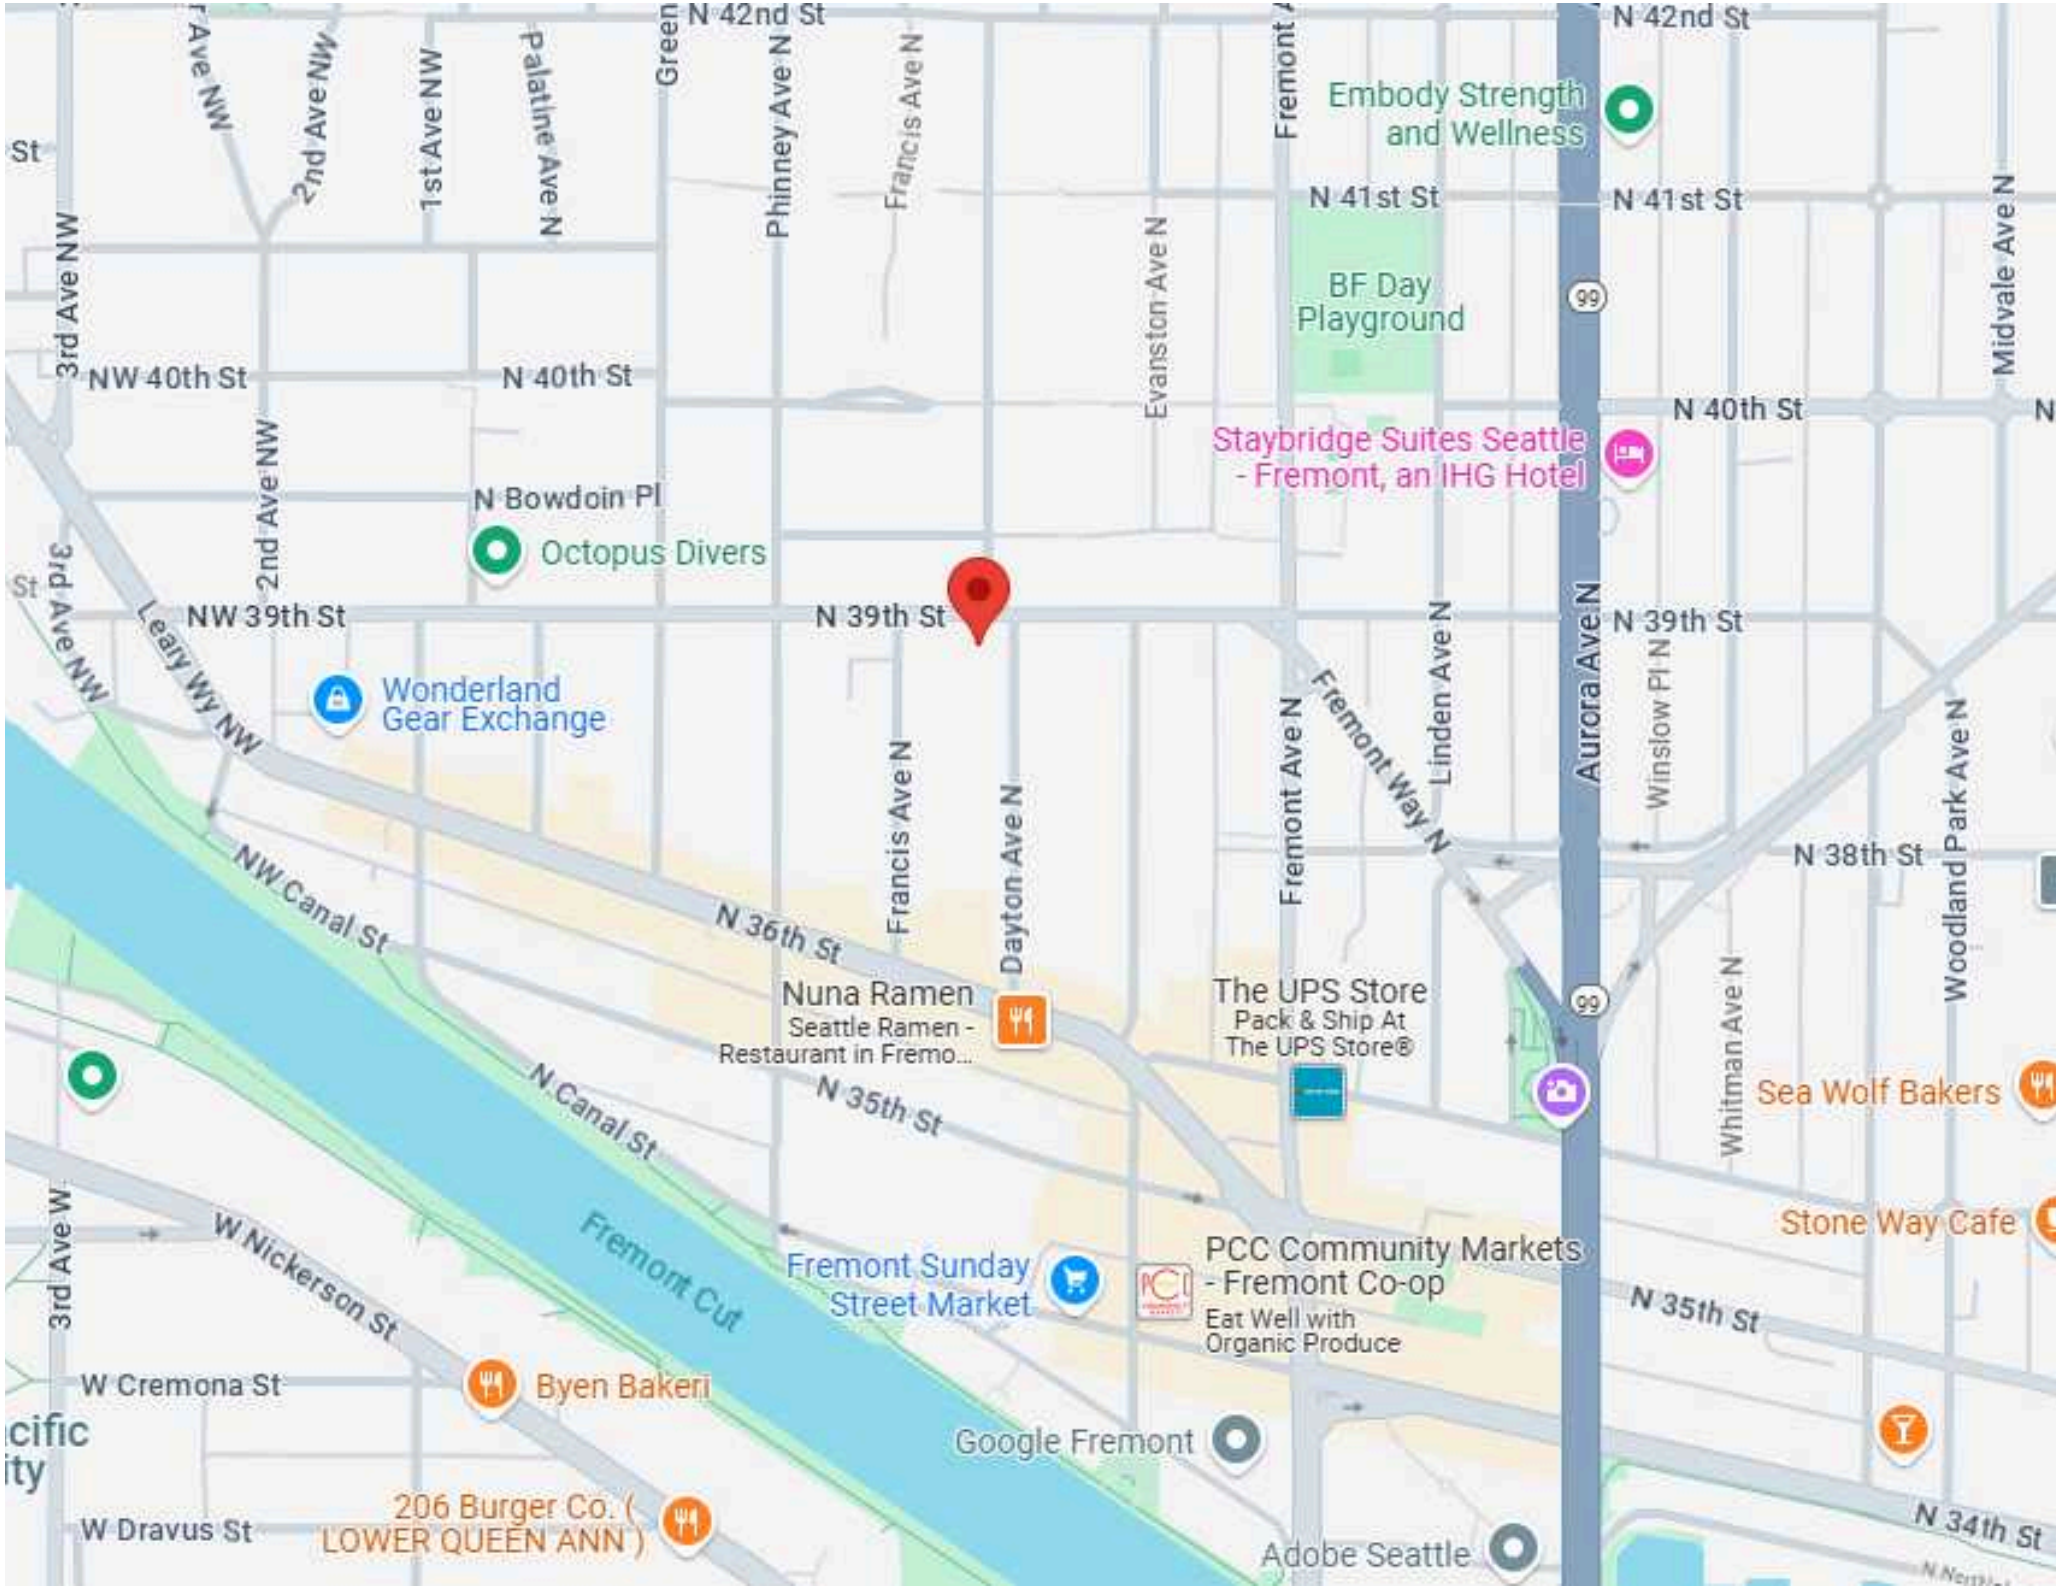 N 42nd St
N 42nd St
r Ave NW
2nd Ave NW
1st Ave NW
Palatine Ave N
Green
Phinney Ave N
Francis Ave N
Fremont A
Embody Strength
and Wellness
St
N 41st St
N 41st St
3rd Ave NW
Evanston Ave N
BF Day
Playground
99
Midvale Ave N
NW 40th St
N 40th St
N 40th St
N
2nd Ave NW
Staybridge Suites Seattle
- Fremont, an IHG Hotel
N Bowdoin Pl
Octopus Divers
St
3rd Ave NW
Leary Wy NW
NW 39th St
N 39th St
N 39th St
Linden Ave N
Aurora Ave N
Winslow Pl N
Wonderland
Gear Exchange
Fremont Way N
Fremont Ave N
Francis Ave N
Dayton Ave N
N 38th St
Woodland Park Ave N
NW Canal St
N 36th St
Nuna Ramen
Seattle Ramen -
Restaurant in Fremo...
The UPS Store
Pack & Ship At
The UPS Store®
99
Whitman Ave N
N Canal St
N 35th St
Sea Wolf Bakers
3rd Ave W
W Nickerson St
Fremont Cut
Stone Way Cafe
Fremont Sunday
Street Market
PCC
PCC Community Markets
- Fremont Co-op
Eat Well with
Organic Produce
N 35th St
W Cremona St
Byen Bakeri
cific
ity
Google Fremont
206 Burger Co. (
LOWER QUEEN ANN )
W Dravus St
Adobe Seattle
N 34th St